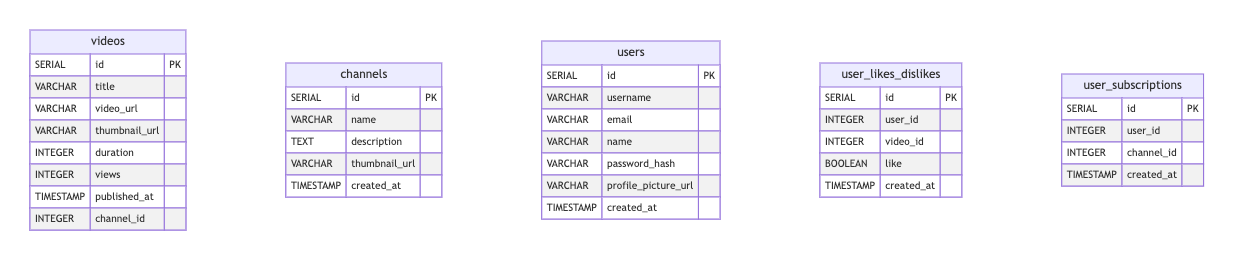 videos
SERIAL id PK
VARCHAR title
VARCHAR video_url
VARCHAR thumbnail_url
INTEGER duration
INTEGER views
TIMESTAMP published_at
INTEGER channel_id
channels
SERIAL id PK
VARCHAR name
TEXT description
VARCHAR thumbnail_url
TIMESTAMP created_at
users
SERIAL id PK
VARCHAR username
VARCHAR email
VARCHAR name
VARCHAR password_hash
VARCHAR profile_picture_url
TIMESTAMP created_at
user_likes_dislikes
SERIAL id PK
INTEGER user_id
INTEGER video_id
BOOLEAN like
TIMESTAMP created_at
user_subscriptions
SERIAL id PK
INTEGER user_id
INTEGER channel_id
TIMESTAMP created_at